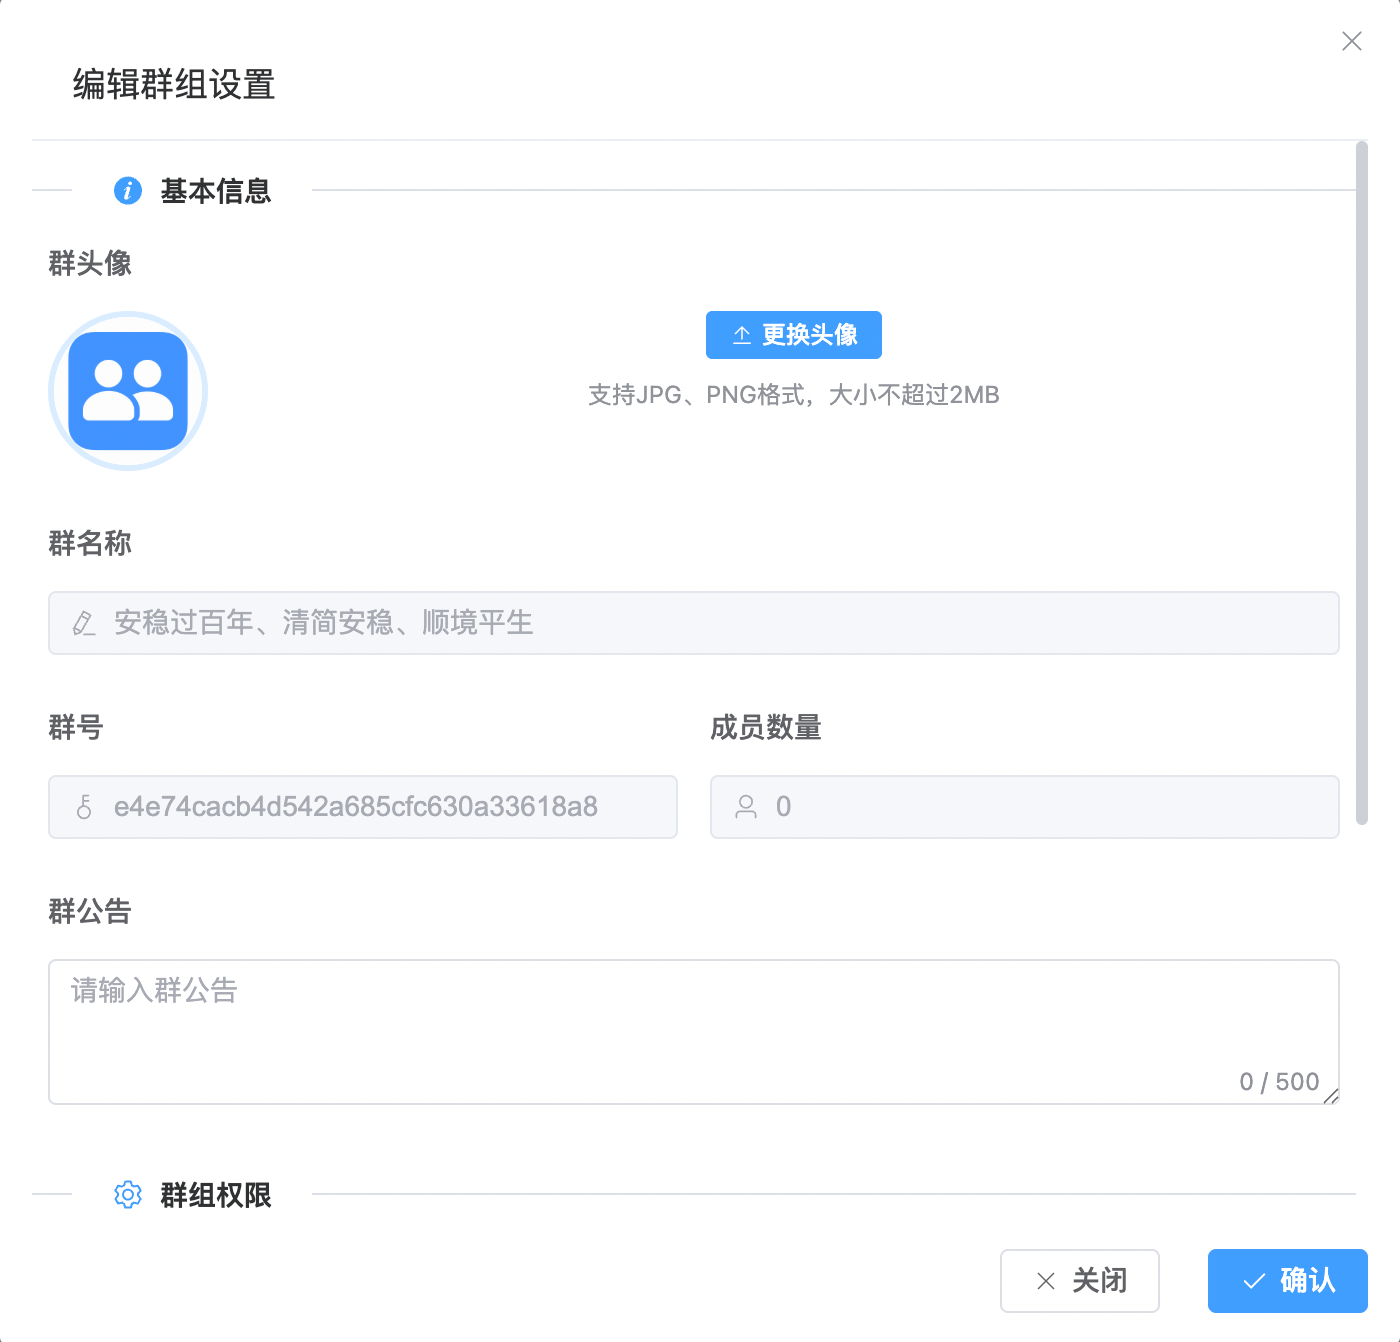 编辑群组设置
基本信息
群头像
更换头像
支持JPG、PNG格式，大小不超过2MB
群名称
安稳过百年、清简安稳、顺境平生
群号
成员数量
e4e74cacb4d542a685cfc630a33618a8
0
群公告
请输入群公告
0 / 500
群组权限
关闭
确认